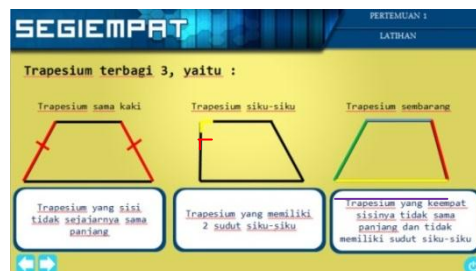 SEGIEMPAT
PERTEMUAN 1
LATIHAN
Trapesium terbagi 3, yaitu :
Trapesium sama kaki
Trapesium siku-siku
Trapesium sembarang
Trapesium yang sisi
tidak sejajarnya sama
panjang
Trapesium yang memiliki
2 sudut siku-siku
Trapesium yang keempat
sisinya tidak sama
panjang dan tidak
memiliki sudut siku-siku